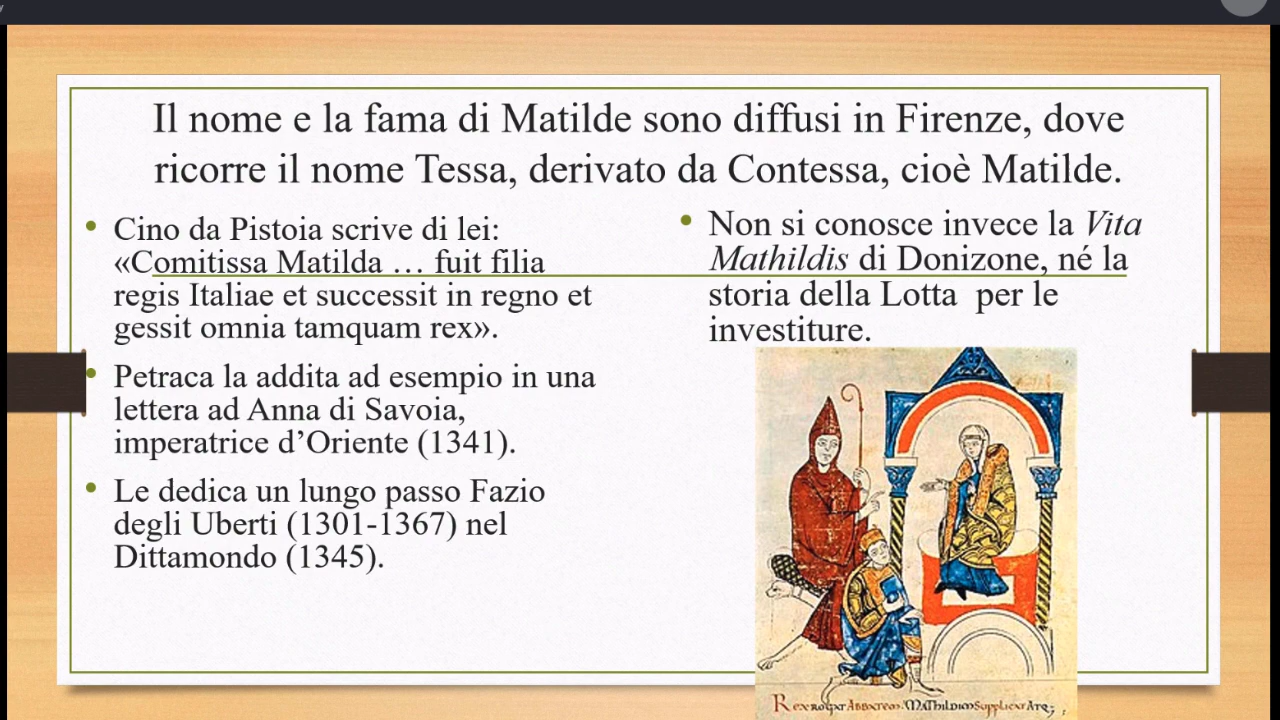 Il nome e la fama di Matilde sono diffusi in Firenze, dove
ricorre il nome Tessa, derivato da Contessa, cioè Matilde.
• Cino da Pistoia scrive di lei:
«Comitissa Matilda … fuit filia
regis Italiae et successit in regno et
gessit omnia tamquam rex».
• Petraca la addita ad esempio in una
lettera ad Anna di Savoia,
imperatrice d’Oriente (1341).
• Le dedica un lungo passo Fazio
degli Uberti (1301-1367) nel
Dittamondo (1345).
• Non si conosce invece la Vita
Mathildis di Donizone, né la
storia della Lotta per le
investiture.